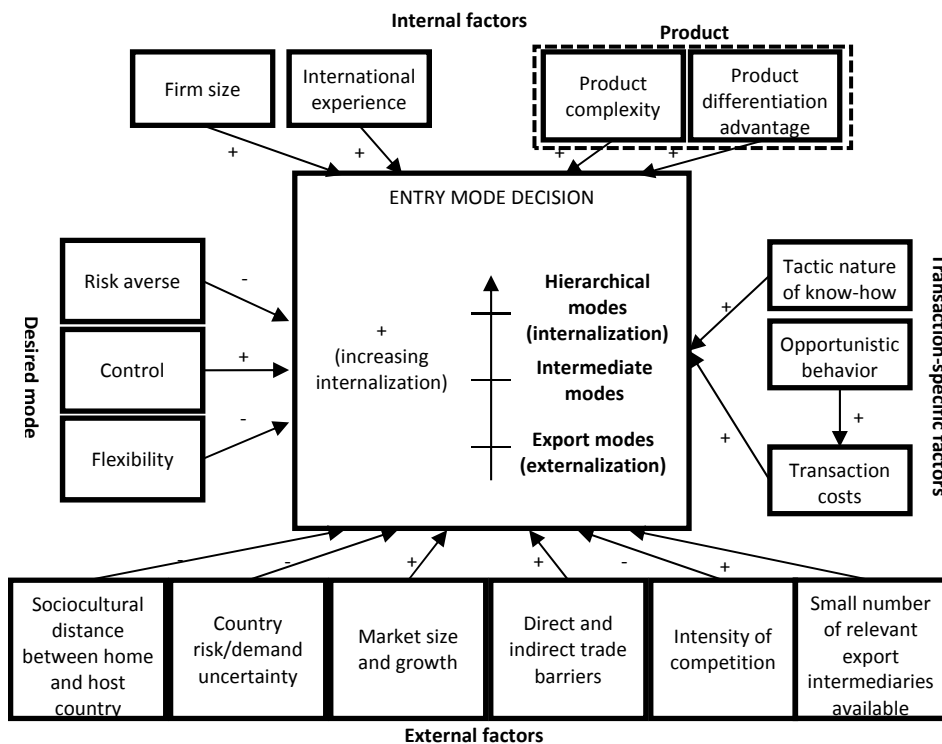 Internal factors
Product
Firm size
International
experience
Product
complexity
Product
differentiation
advantage
+
+
+
+
ENTRY MODE DECISION
Desired mode
Risk averse
-
Control
+
Flexibility
-
+
(increasing
internalization)
Hierarchical
modes
(internalization)
Intermediate
modes
Export modes
(externalization)
Tactic nature
of know-how
+
Opportunistic
behavior
+
Transaction
costs
+
Transaction-specific factors
-
-
+
+
-
+
Sociocultural
distance
between home
and host
country
Country
risk/demand
uncertainty
Market size
and growth
Direct and
indirect trade
barriers
Intensity of
competition
Small number
of relevant
export
intermediaries
available
External factors